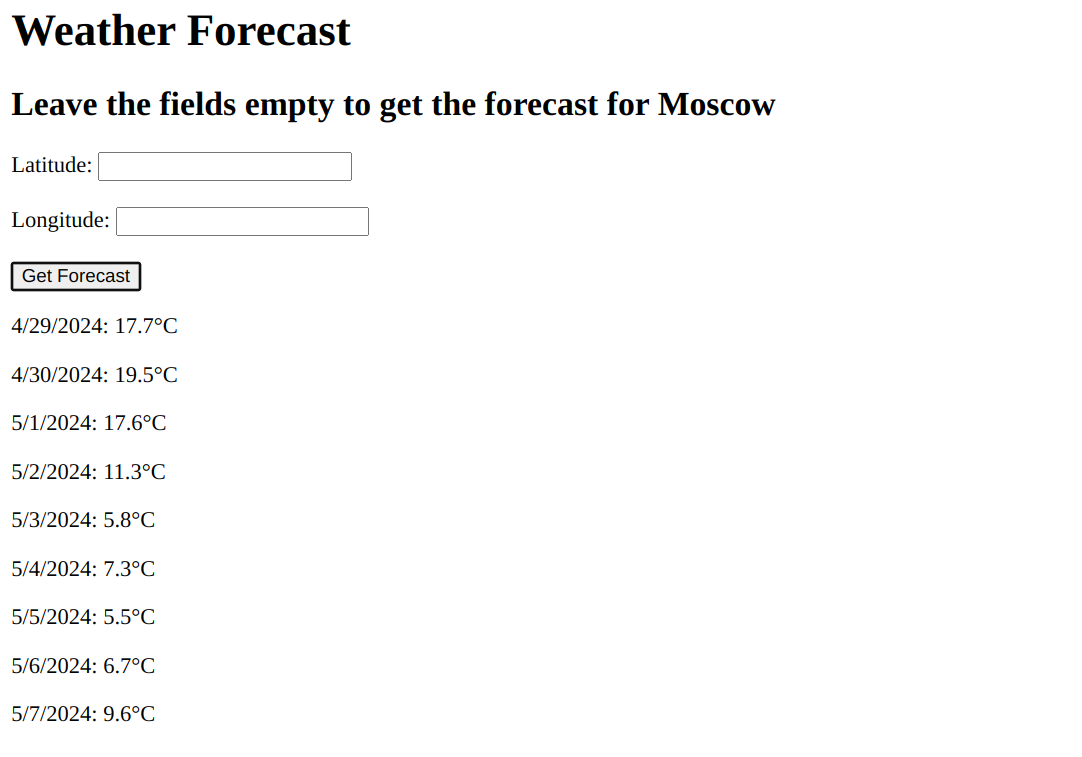 Weather Forecast
Leave the fields empty to get the forecast for Moscow
Latitude:
Longitude:
Get Forecast
4/29/2024: 17.7°C
4/30/2024: 19.5°C
5/1/2024: 17.6°C
5/2/2024: 11.3°C
5/3/2024: 5.8°C
5/4/2024: 7.3°C
5/5/2024: 5.5°C
5/6/2024: 6.7°C
5/7/2024: 9.6°C